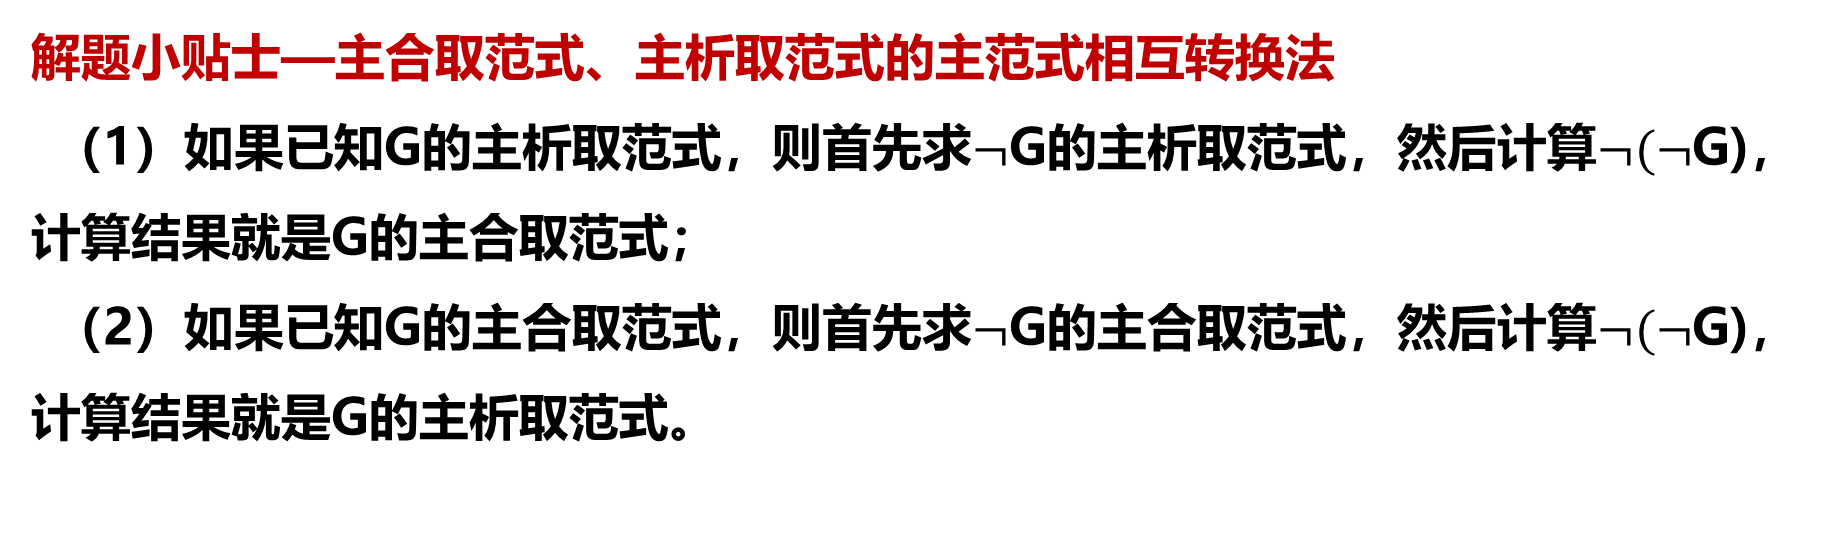 解题小贴士—主合取范式、主析取范式的主范式相互转换法
（1）如果已知G的主析取范式，则首先求¬G的主析取范式，然后计算¬(¬G)，
计算结果就是G的主合取范式；
（2）如果已知G的主合取范式，则首先求¬G的主合取范式，然后计算¬(¬G)，
计算结果就是G的主析取范式。